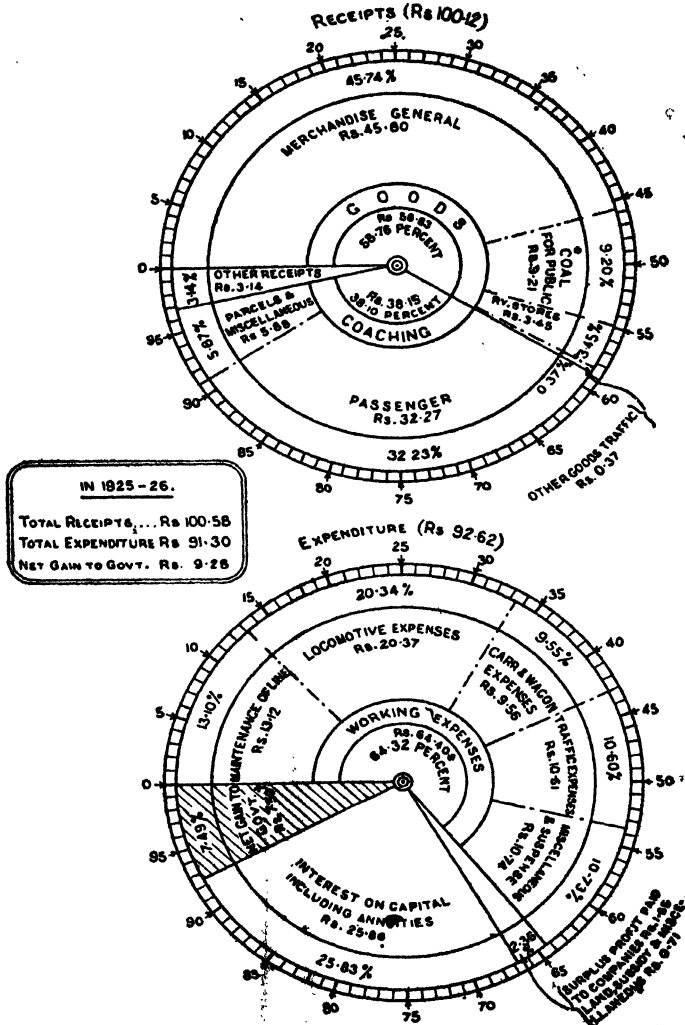 RECEIPTS (Rs 100·12)
0
5
10
15
20
25
30
35
40
45
50
55
60
65
70
75
80
85
90
95
45·74%
MERCHANDISE GENERAL
Rs. 45·80
GOODS
Rs 58·83
58·76 PERCENT
9·20%
COAL
FOR PUBLIC
Rs. 9·21
RY. STORES
Rs. 3·45
3·45%
0·37%
OTHER GOODS TRAFFIC
Rs. 0·37
3·14%
OTHER RECEIPTS
Rs. 3·14
5·87%
PARCELS &
MISCELLANEOUS
Rs 5·88
Rs. 38·15
38·10 PERCENT
COACHING
PASSENGER
Rs. 32·27
32 23%
IN 1925-26.
TOTAL RECEIPTS,... Rs 100·58
TOTAL EXPENDITURE Rs 91·30
NET GAIN TO GOVT. Rs. 9·28
EXPENDITURE (Rs 92·62)
0
5
10
15
20
25
30
35
40
45
50
55
60
65
70
75
80
85
90
95
20·34%
LOCOMOTIVE EXPENSES
Rs. 20·37
9·55%
CARR & WAGON
EXPENSES
Rs. 9·56
13·10%
MAINTENANCE OF LINE
Rs. 13·12
WORKING EXPENSES
64·32 PERCENT
TRAFFIC EXPENSES
Rs. 10·61
10·60%
MISCELLANEOUS
& SUSPENSE
Rs. 10·74
10·73%
7·49%
NET GAIN TO
GOVT.
INTEREST ON CAPITAL
INCLUDING ANNUITIES
Rs. 25·86
25·83%
SURPLUS PROFIT PAID
TO COMPANIES
LAND, SUBSIDY &